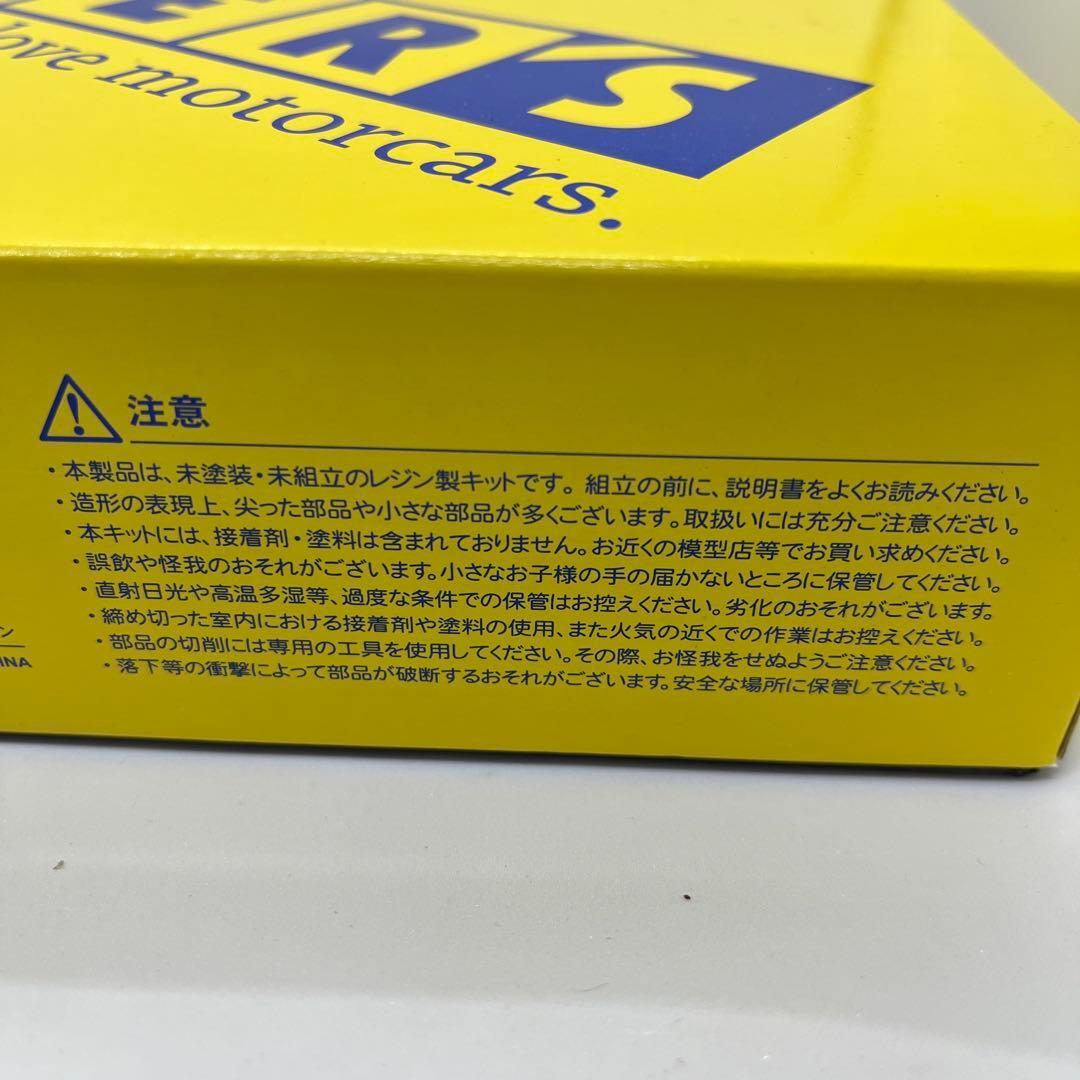 ER'S
love motorcars.
注意
・本製品は、未塗装・未組立のレジン製キットです。組立の前に、説明書をよくお読みください。
・造形の表現上、尖った部品や小さな部品が多くございます。取扱いには充分ご注意ください。
・本キットには、接着剤・塗料は含まれておりません。お近くの模型店等でお買い求めください。
・誤飲や怪我のおそれがございます。小さなお子様の手の届かないところに保管してください。
・直射日光や高温多湿等、過度な条件での保管はお控えください。劣化のおそれがございます。
・締め切った室内における接着剤や塗料の使用、また火気の近くでの作業はお控えください。
・部品の切削には専用の工具を使用してください。その際、お怪我をせぬようご注意ください。
・落下等の衝撃によって部品が破断するおそれがございます。安全な場所に保管してください。
ン
INA